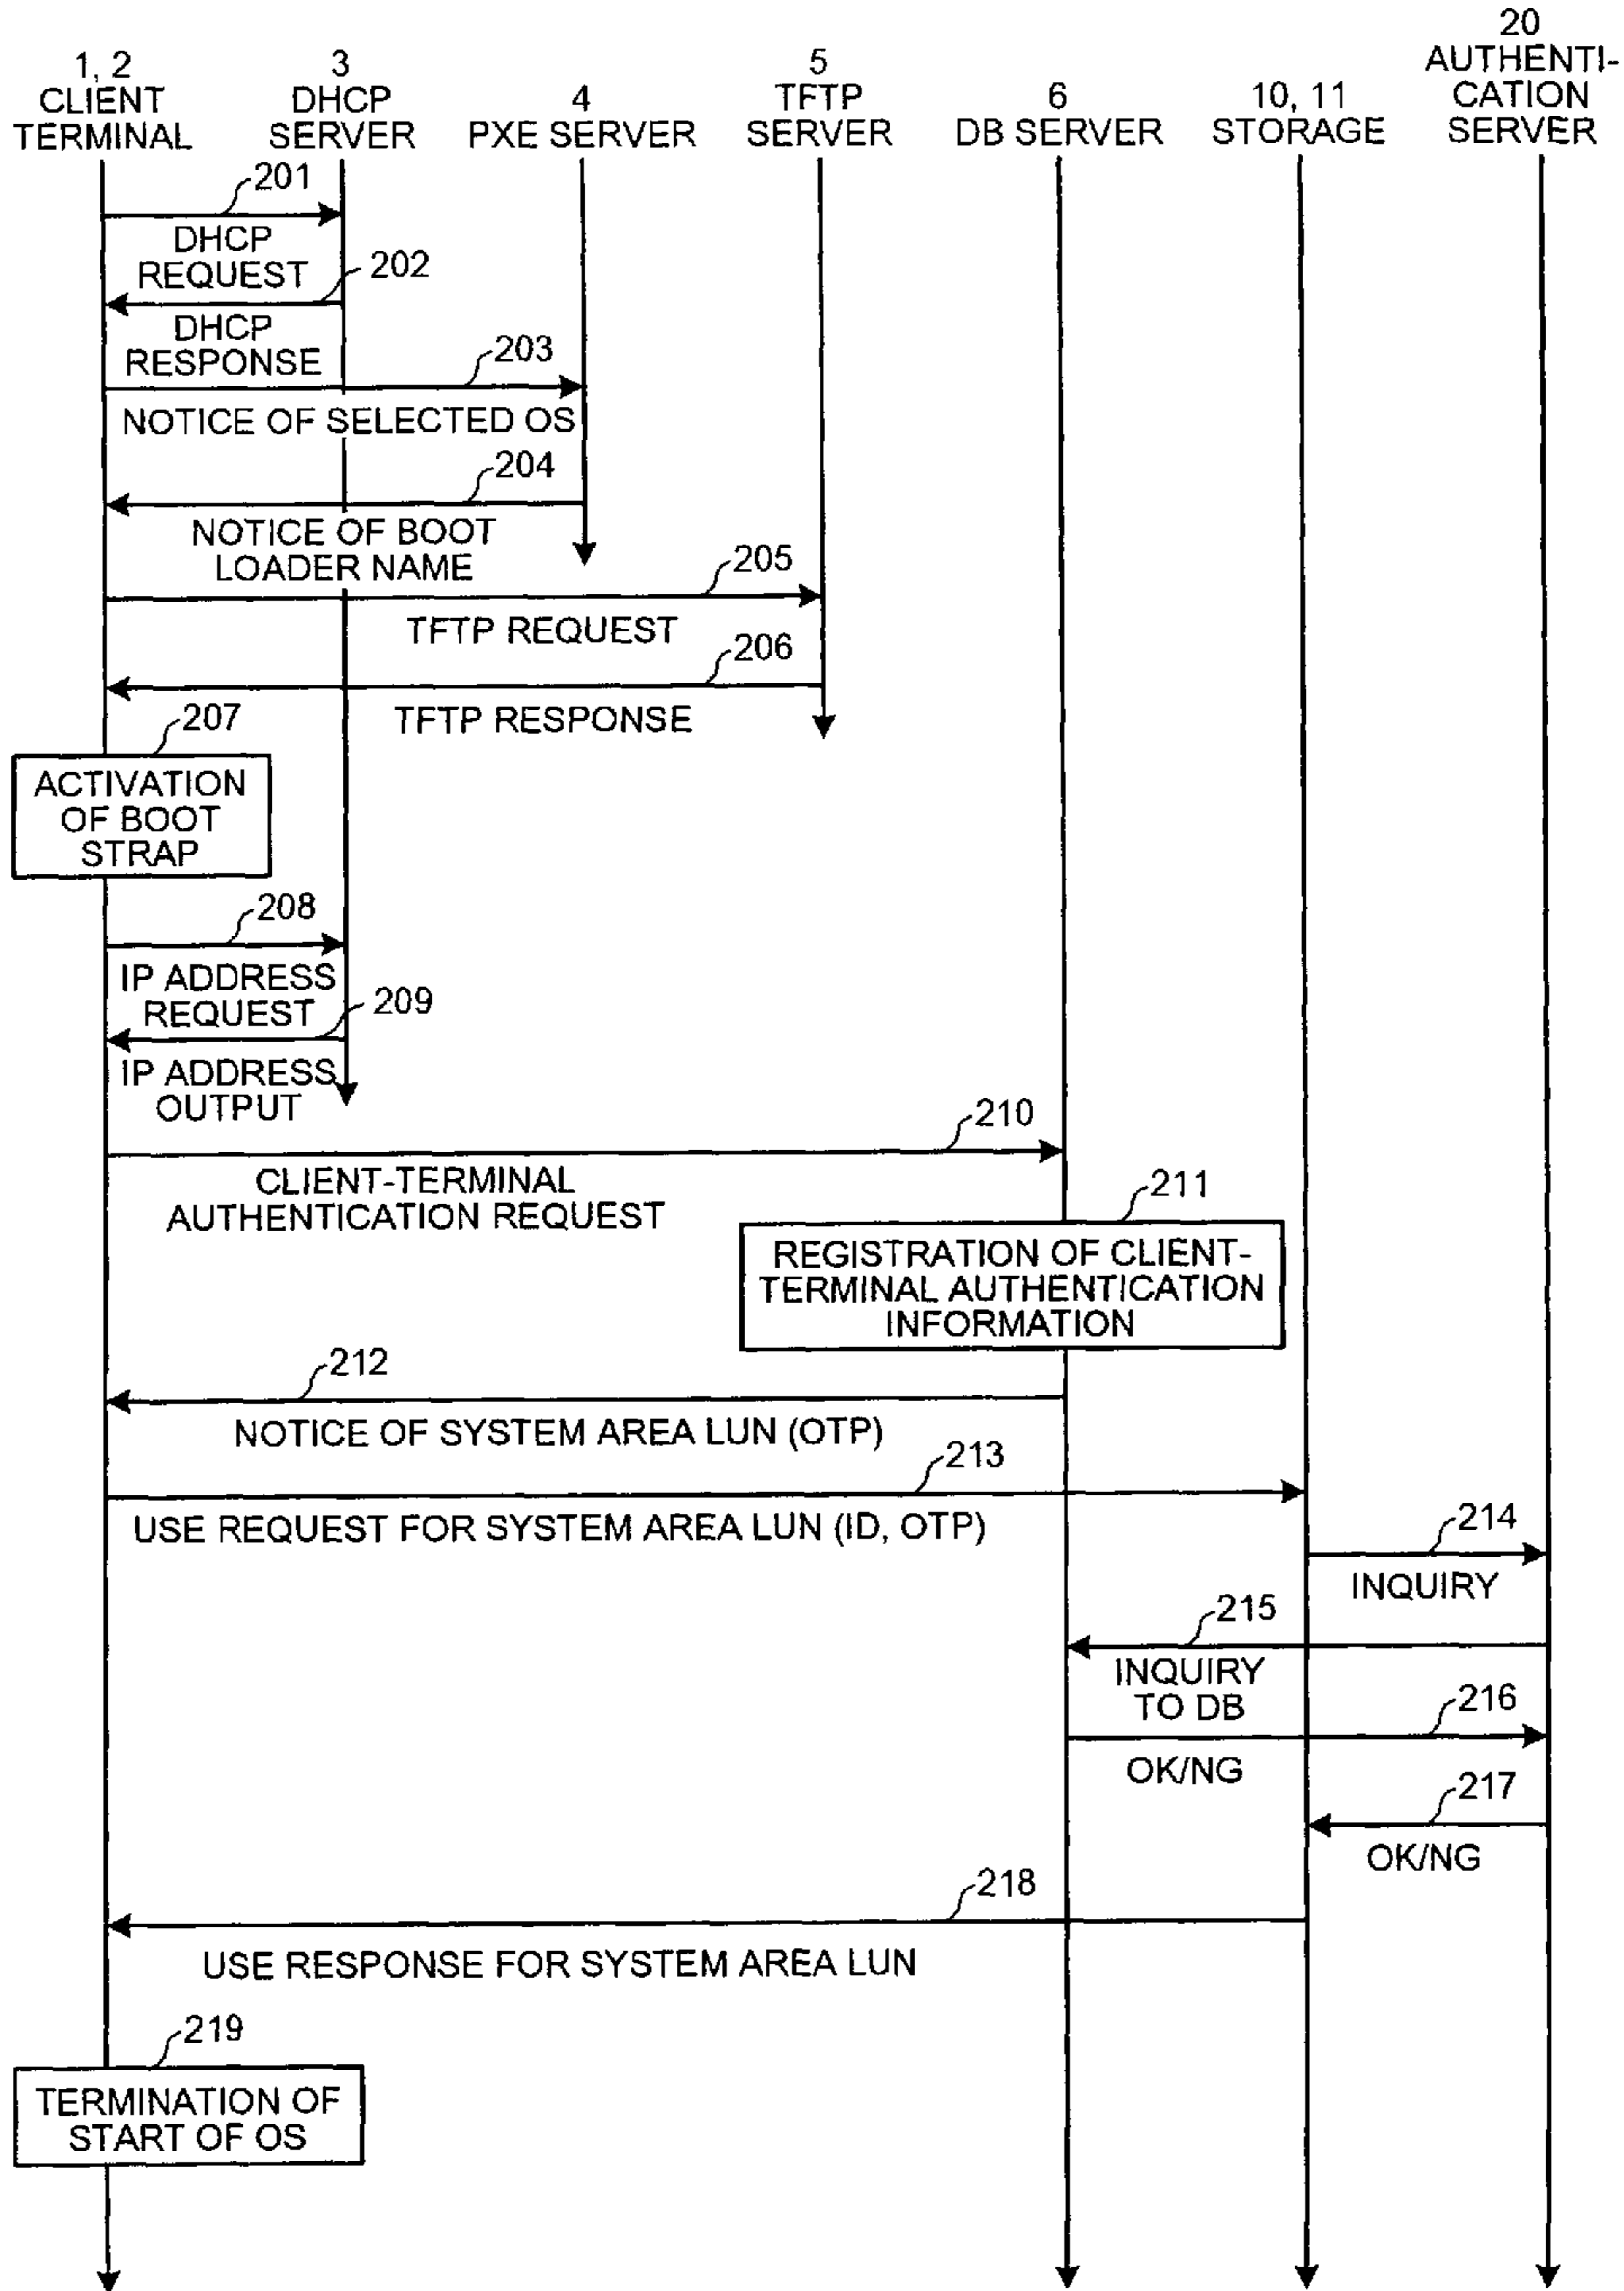 1, 2
CLIENT
TERMINAL
3
DHCP
SERVER
4
PXE SERVER
5
TFTP
SERVER
6
DB SERVER
10, 11
STORAGE
20
AUTHENTI-
CATION
SERVER
201
DHCP
REQUEST
202
DHCP
RESPONSE
203
NOTICE OF SELECTED OS
204
NOTICE OF BOOT
LOADER NAME
205
TFTP REQUEST
206
TFTP RESPONSE
207
ACTIVATION
OF BOOT
STRAP
208
IP ADDRESS
REQUEST
209
IP ADDRESS
OUTPUT
210
CLIENT-TERMINAL
AUTHENTICATION REQUEST
211
REGISTRATION OF CLIENT-
TERMINAL AUTHENTICATION
INFORMATION
212
NOTICE OF SYSTEM AREA LUN (OTP)
213
USE REQUEST FOR SYSTEM AREA LUN (ID, OTP)
214
INQUIRY
215
INQUIRY
TO DB
216
OK/NG
217
OK/NG
218
USE RESPONSE FOR SYSTEM AREA LUN
219
TERMINATION OF
START OF OS